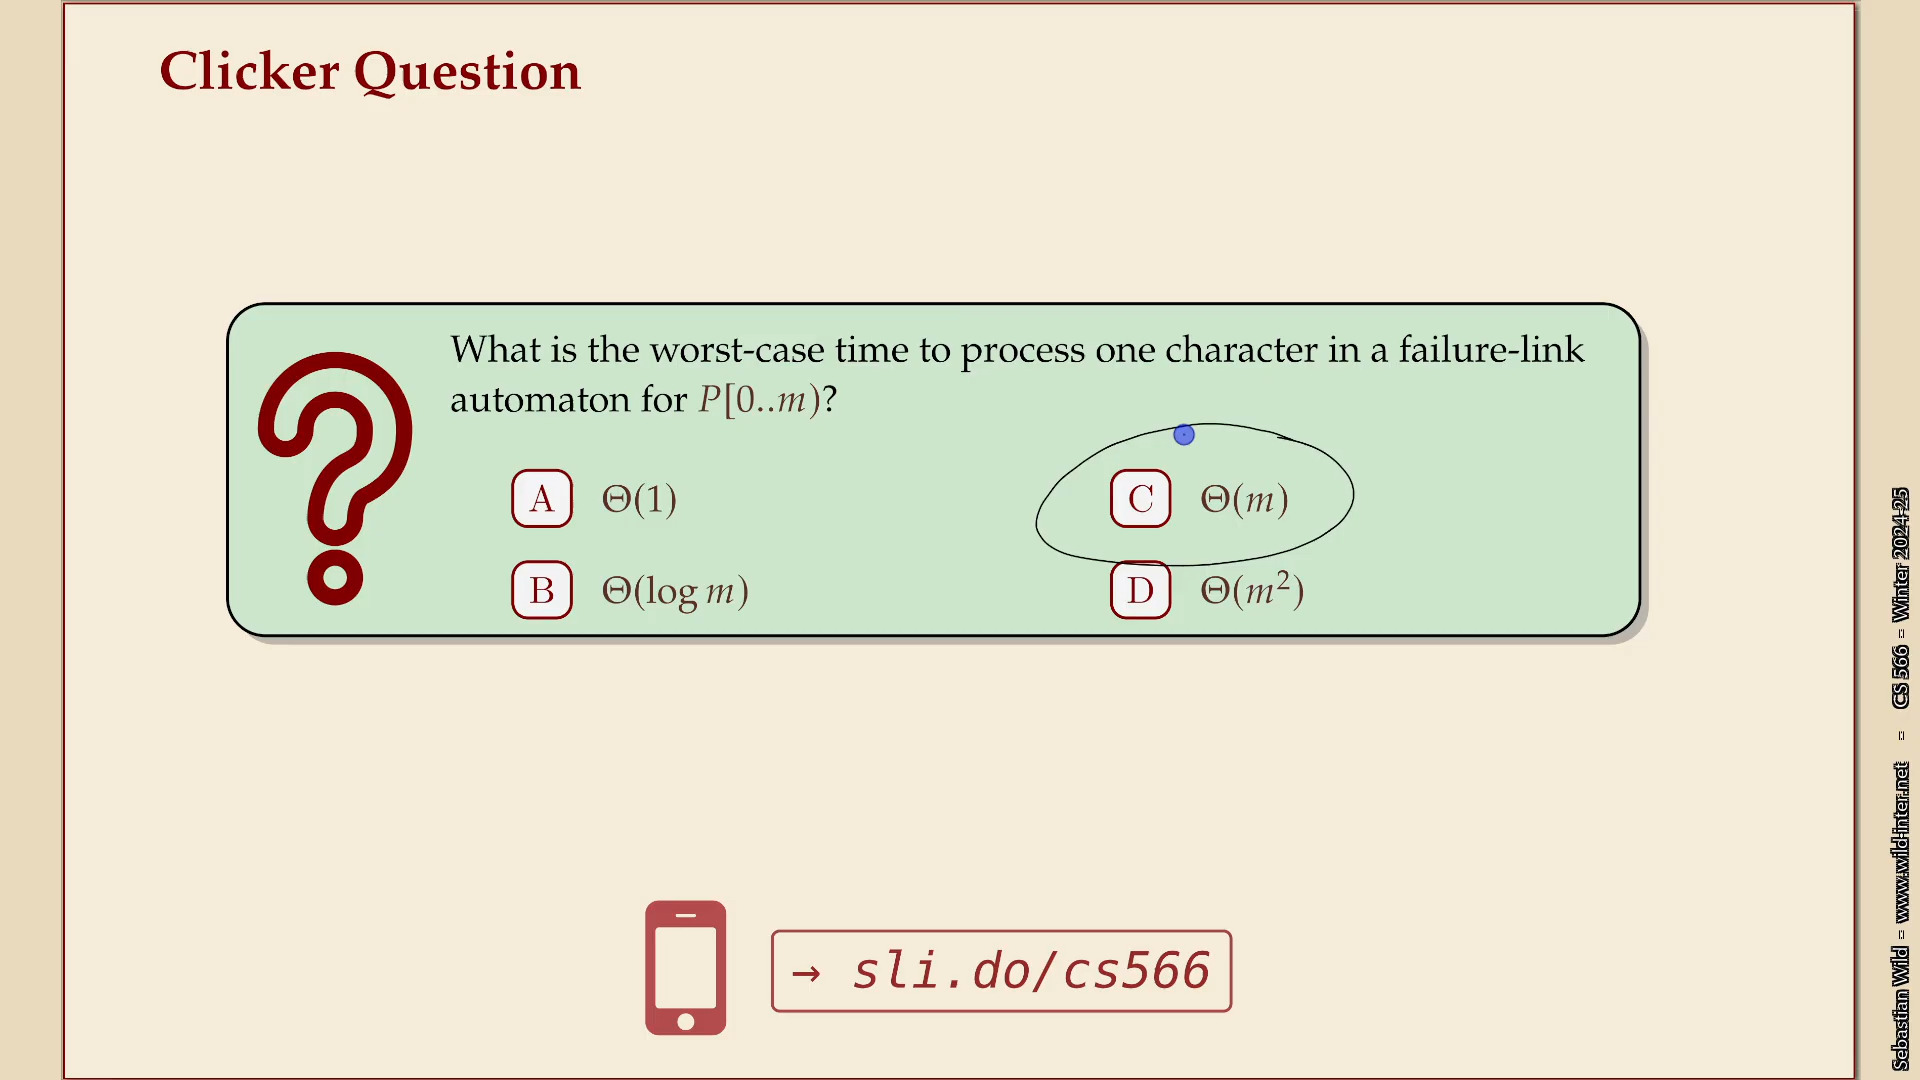 Clicker Question
What is the worst-case time to process one character in a failure-link
automaton for P[0..m)?
A Θ(1)
B Θ(log m)
C Θ(m)
D Θ(m²)
→ sli.do/cs566
Sebastian Wild – www.wild-inter.net – CS 566 – Winter 2024-25